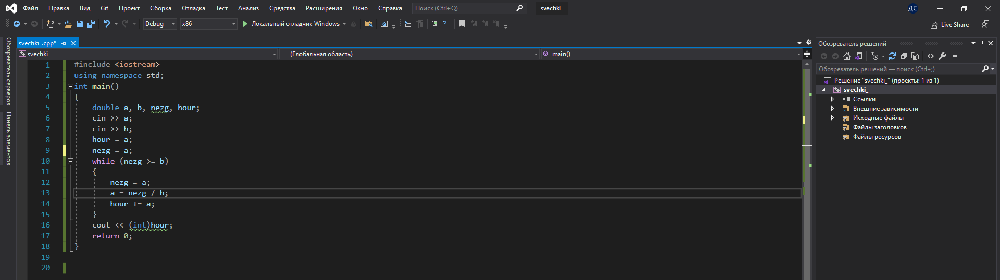 Файл Правка Вид Git Проект Сборка Отладка Тест Анализ Средства Расширения Окно Справка Поиск (Ctrl+Q) svechki_ ДС
Debug x86 Локальный отладчик Windows Live Share
Обозреватель серверов
Панель элементов
svechki_.cpp*
svechki_ (Глобальная область) main()
1 #include <iostream>
2 using namespace std;
3 int main()
4 {
5 double a, b, nezg, hour;
6 cin >> a;
7 cin >> b;
8 hour = a;
9 nezg = a;
10 while (nezg >= b)
11 {
12 nezg = a;
13 a = nezg / b;
14 hour += a;
15 }
16 cout << (int)hour;
17 return 0;
18 }
19
20
Обозреватель решений
Обозреватель решений — поиск (Ctrl+;)
Решение "svechki_" (проекты: 1 из 1)
svechki_
Ссылки
Внешние зависимости
Исходные файлы
Файлы заголовков
Файлы ресурсов